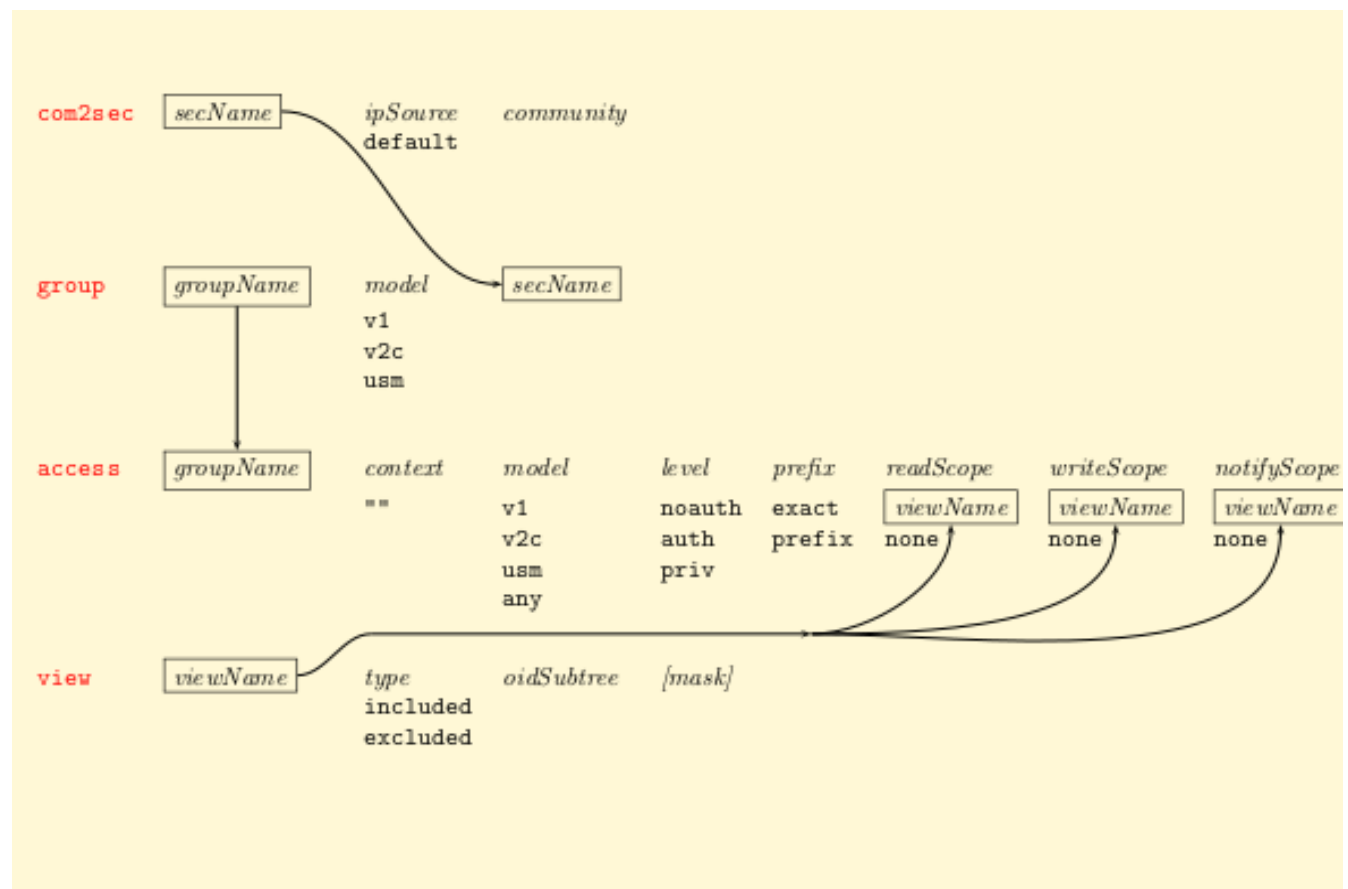 com2sec secName ipSource community
default
group groupName model secName
v1
v2c
usm
access groupName context model level prefix readScope writeScope notifyScope
"" v1 noauth exact viewName viewName viewName
v2c auth prefix none none none
usm priv
any
view viewName type oidSubtree [mask]
included
excluded